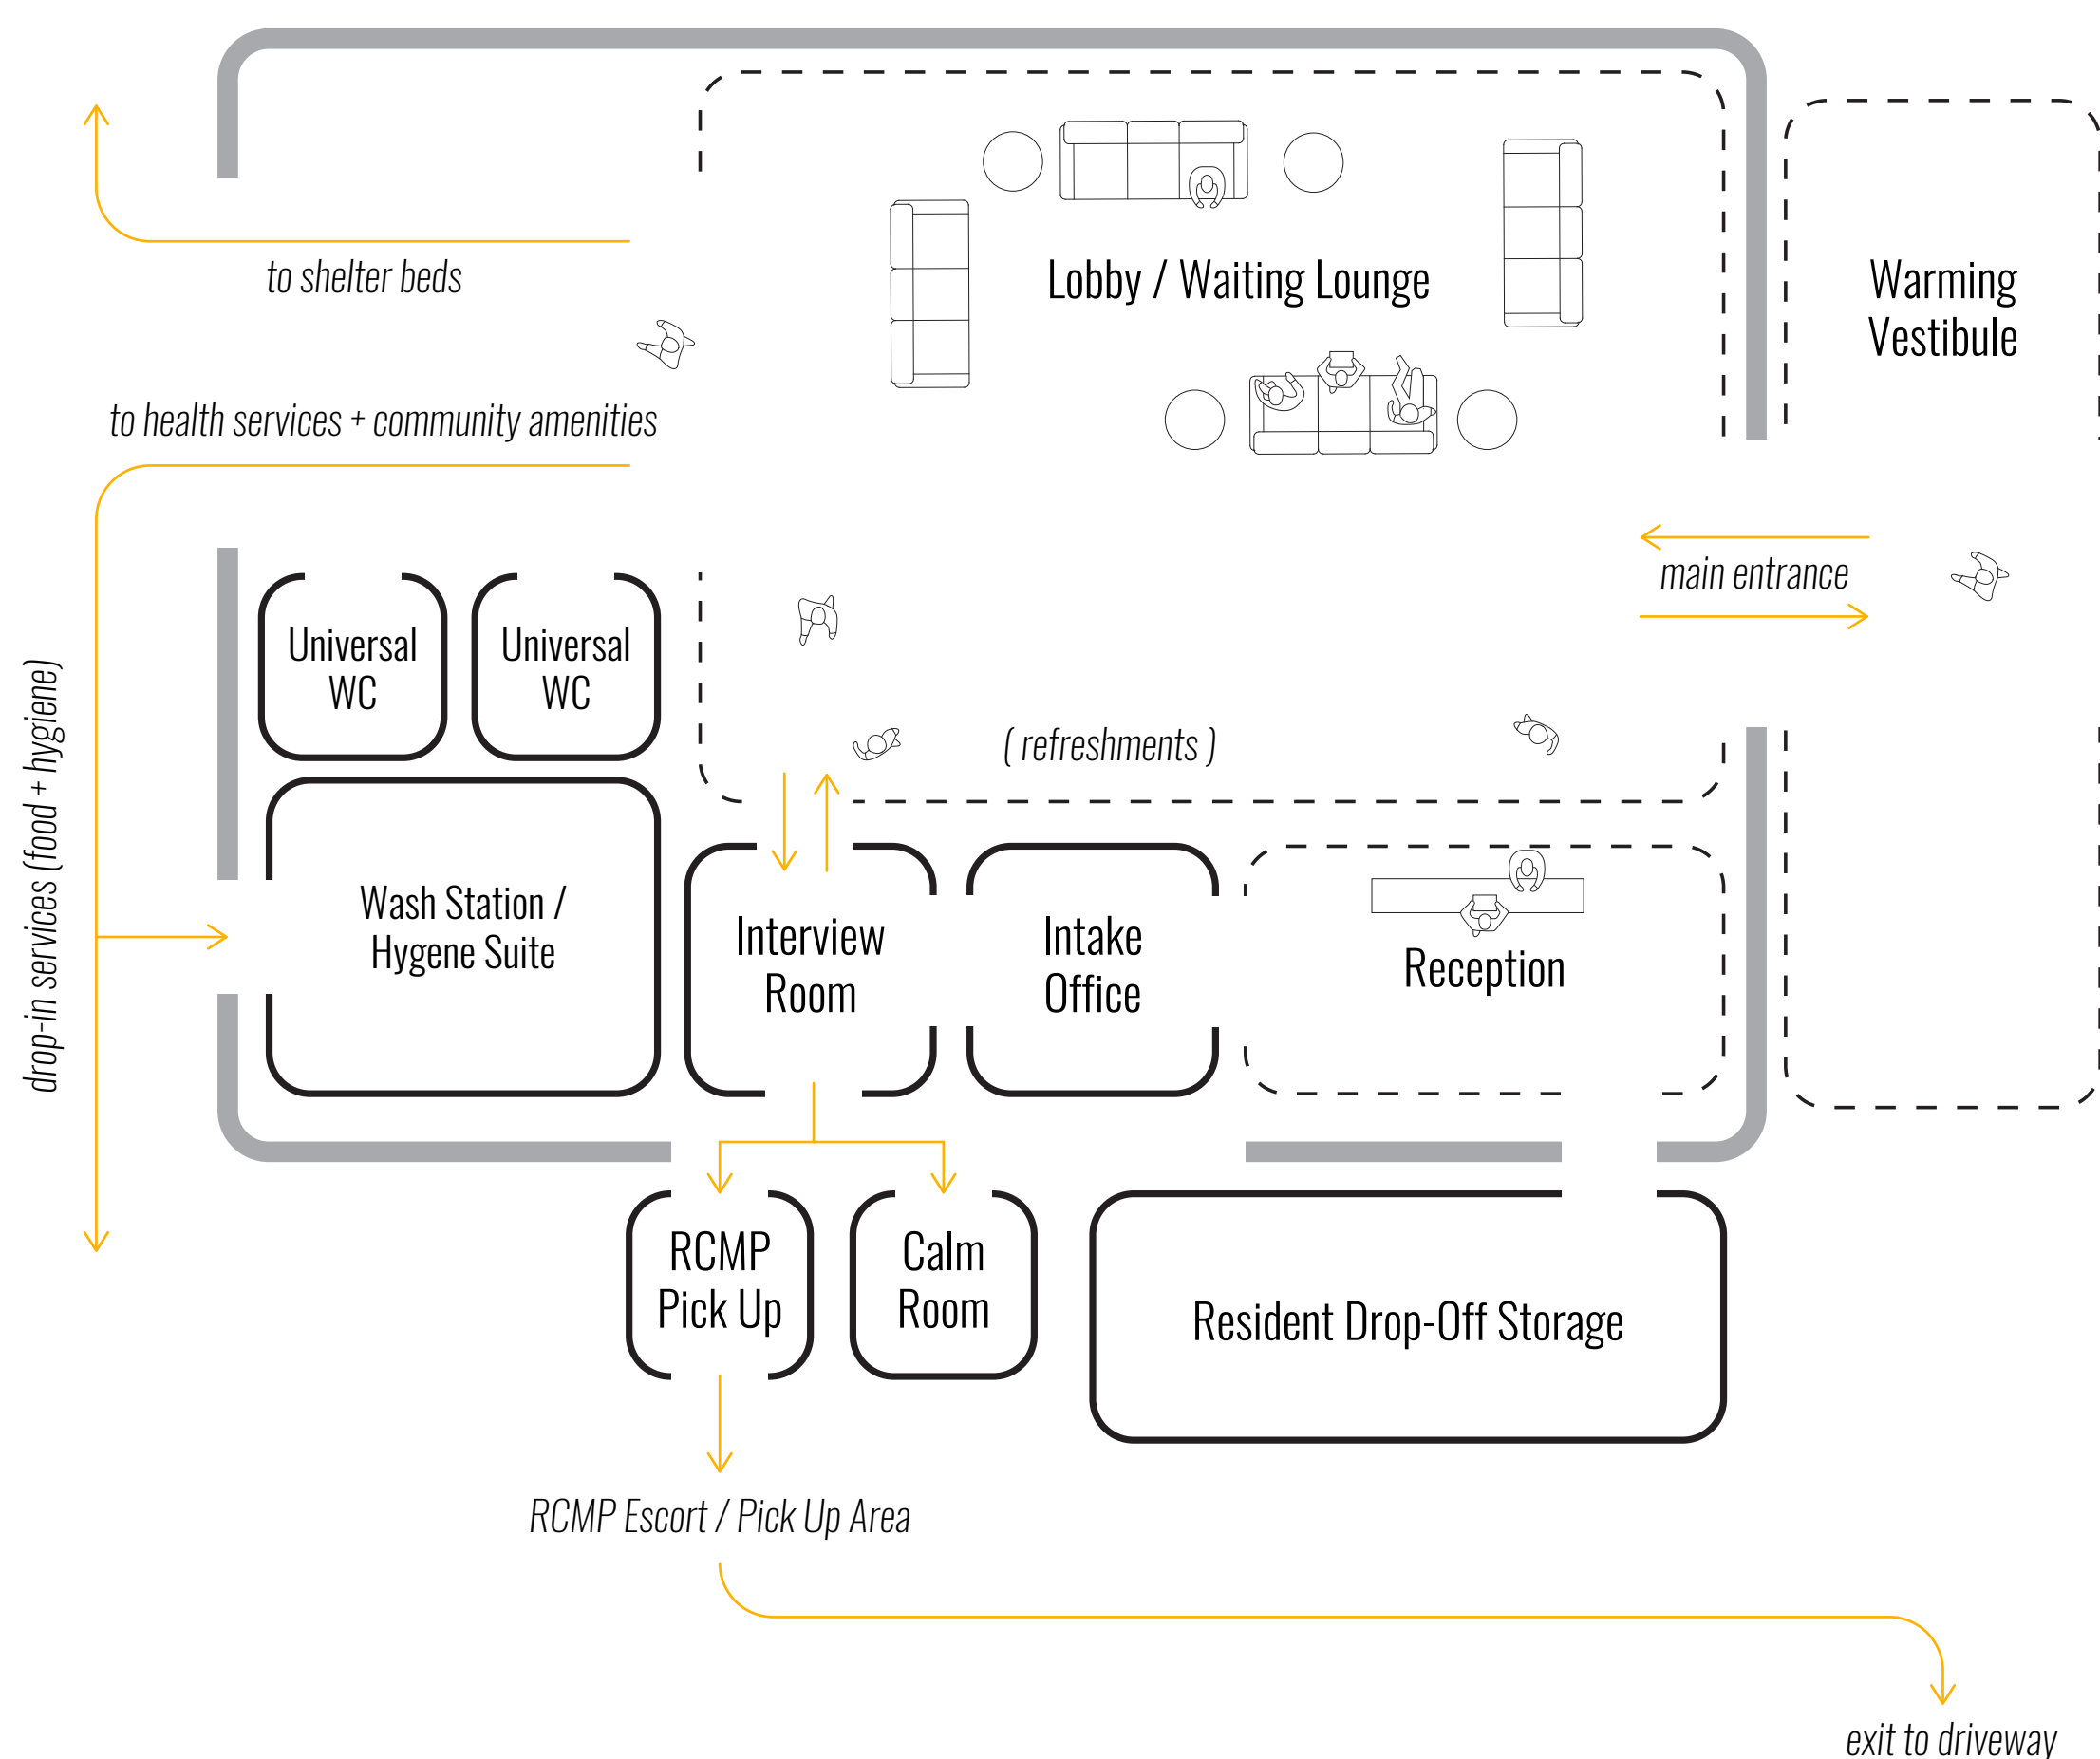 to shelter beds
Lobby / Waiting Lounge
Warming
Vestibule
to health services + community amenities
main entrance
Universal
WC
Universal
WC
( refreshments )
drop-in services (food + hygiene)
Wash Station /
Hygene Suite
Interview
Room
Intake
Office
Reception
RCMP
Pick Up
Calm
Room
Resident Drop-Off Storage
RCMP Escort / Pick Up Area
exit to driveway